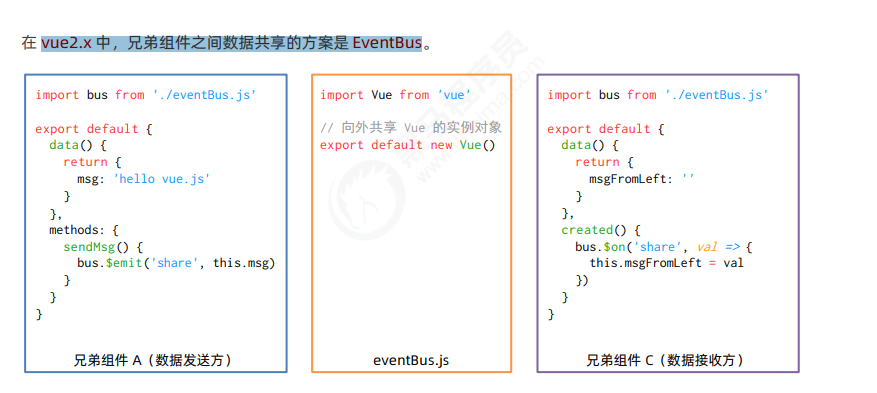 在 vue2.x 中，兄弟组件之间数据共享的方案是 EventBus。
import bus from './eventBus.js'
export default {
  data() {
    return {
      msg: 'hello vue.js'
    }
  },
  methods: {
    sendMsg() {
      bus.$emit('share', this.msg)
    }
  }
}
兄弟组件 A（数据发送方）
import Vue from 'vue'
// 向外共享 Vue 的实例对象
export default new Vue()
eventBus.js
import bus from './eventBus.js'
export default {
  data() {
    return {
      msgFromLeft: ''
    }
  },
  created() {
    bus.$on('share', val => {
      this.msgFromLeft = val
    })
  }
}
兄弟组件 C（数据接收方）